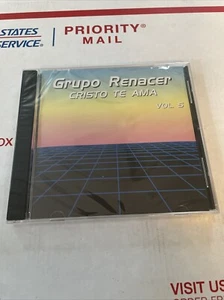 STATES
SERVICE®
PRIORITY®
MAIL
Grupo Renacer
CRISTO TE AMA
VOL. 5
OX
VISIT US